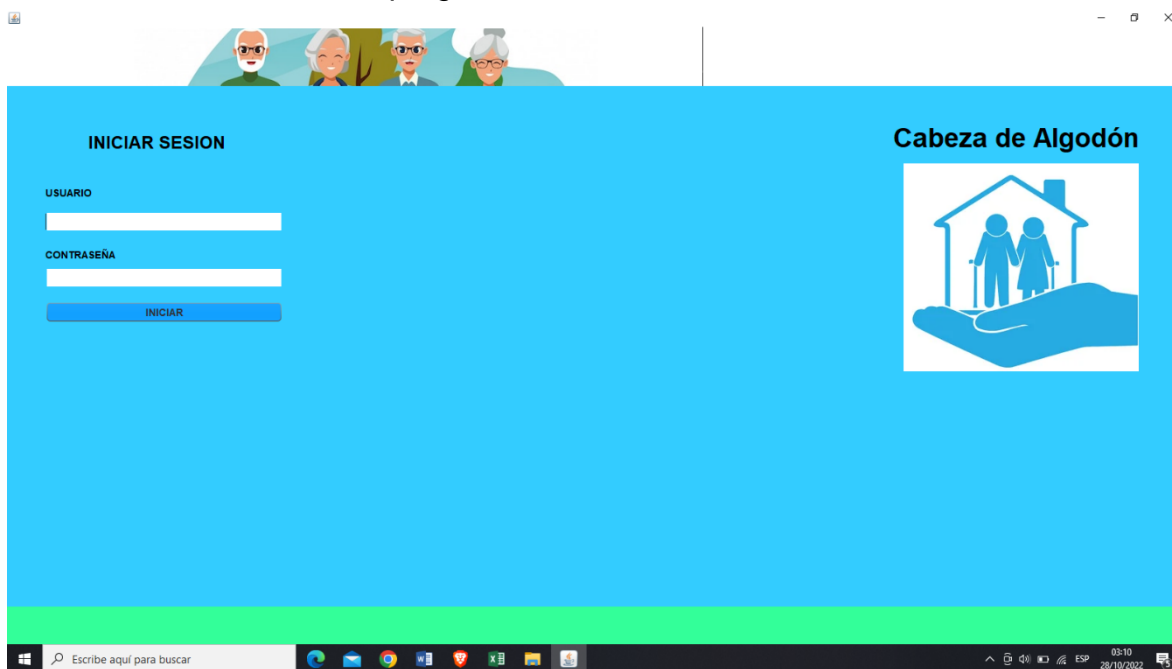 INICIAR SESION
Cabeza de Algodón
USUARIO
CONTRASEÑA
INICIAR
Escribe aquí para buscar
ESP
03:10
28/10/2022